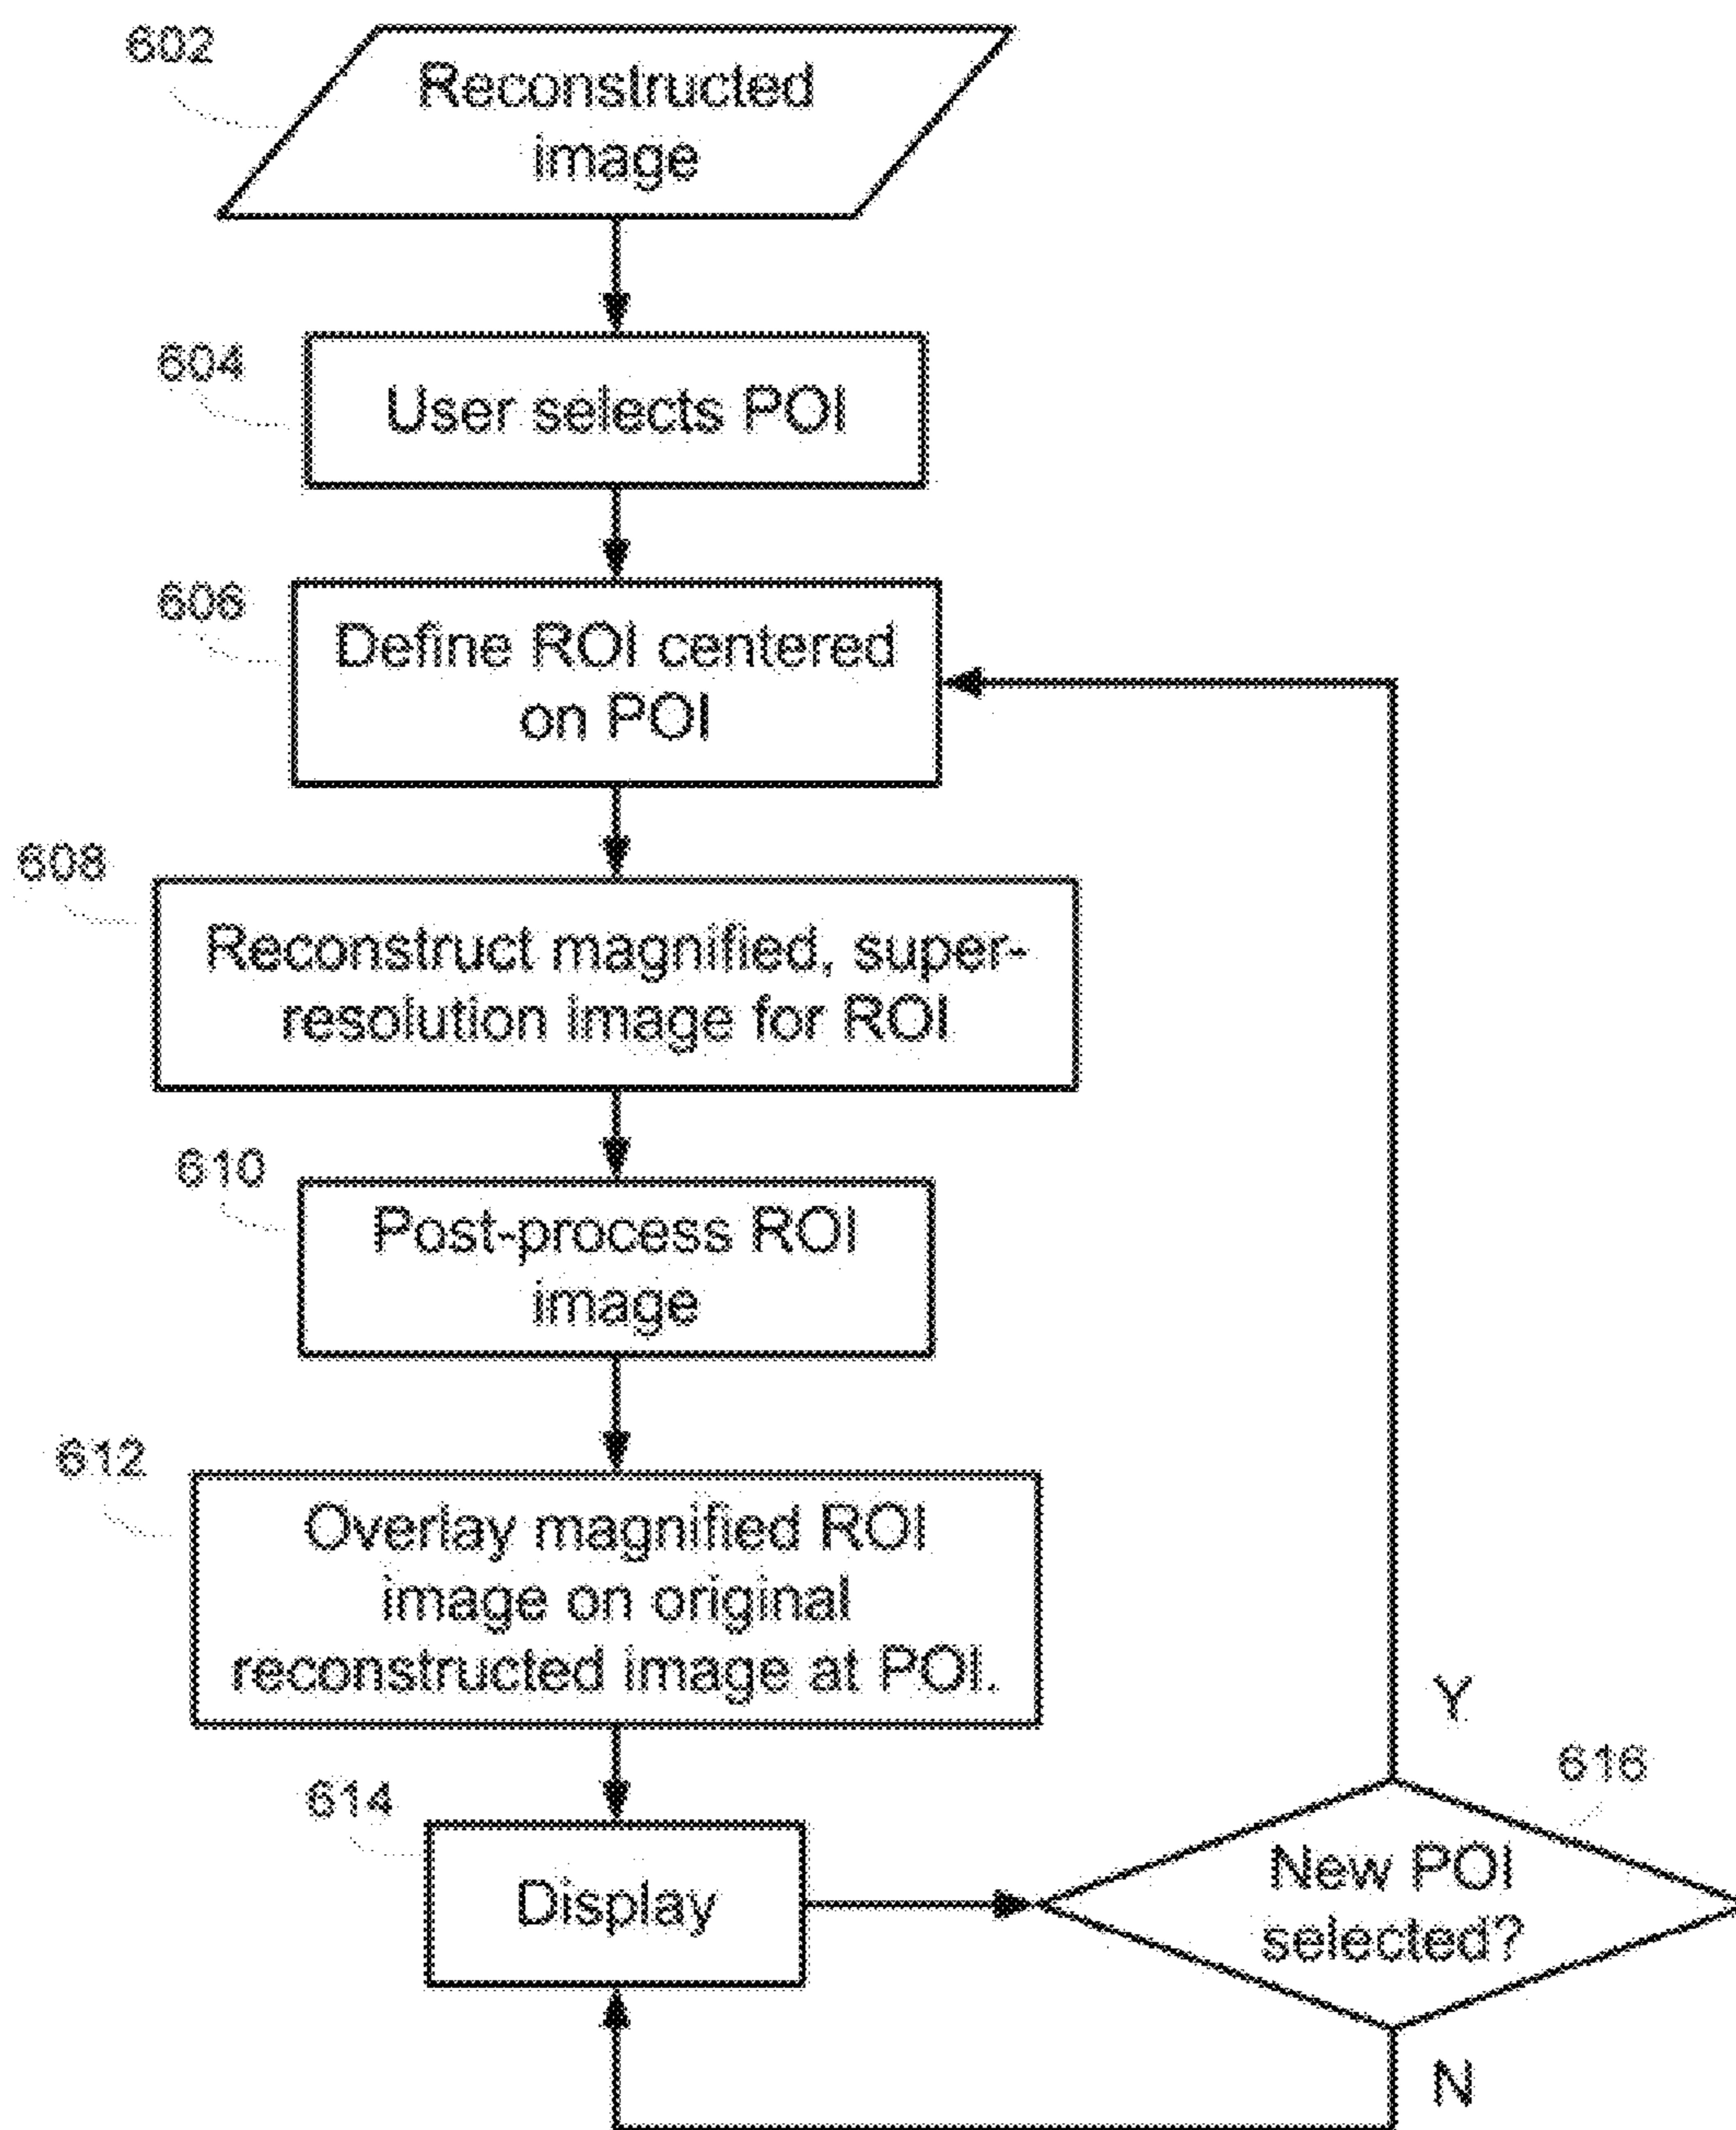 602
Reconstructed
image
604
User selects POI
606
Define ROI centered
on POI
608
Reconstruct magnified, super-
resolution image for ROI
610
Post-process ROI
image
612
Overlay magnified ROI
image on original
reconstructed image at POI.
Y
614
616
Display
New POI
selected?
N